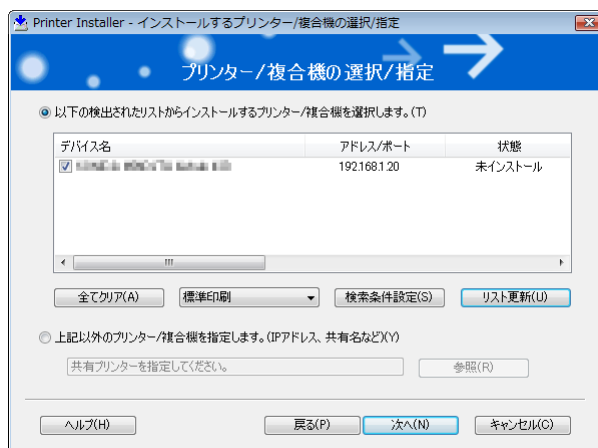 Printer Installer - インストールするプリンター/複合機の選択/指定
プリンター/複合機の選択/指定
以下の検出されたリストからインストールするプリンター/複合機を選択します。(T)
デバイス名 アドレス/ポート 状態
192.168.1.20 未インストール
全てクリア(A) 標準印刷 検索条件設定(S) リスト更新(U)
上記以外のプリンター/複合機を指定します。(IPアドレス、共有名など)(Y)
共有プリンターを指定してください。 参照(R)
ヘルプ(H) 戻る(P) 次へ(N) キャンセル(C)